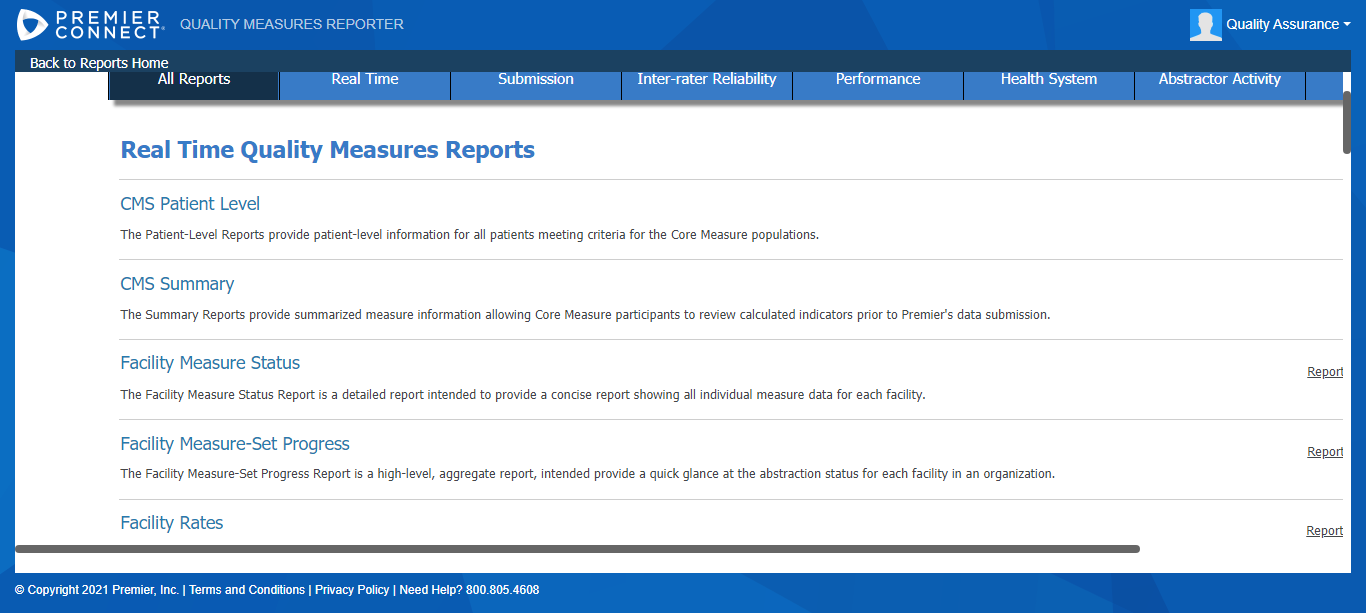 PREMIER
CONNECT
QUALITY MEASURES REPORTER
Quality Assurance
Back to Reports Home
All Reports
Real Time
Submission
Inter-rater Reliability
Performance
Health System
Abstractor Activity
Real Time Quality Measures Reports
CMS Patient Level
The Patient-Level Reports provide patient-level information for all patients meeting criteria for the Core Measure populations.
CMS Summary
The Summary Reports provide summarized measure information allowing Core Measure participants to review calculated indicators prior to Premier's data submission.
Facility Measure Status
Report
The Facility Measure Status Report is a detailed report intended to provide a concise report showing all individual measure data for each facility.
Facility Measure-Set Progress
Report
The Facility Measure-Set Progress Report is a high-level, aggregate report, intended provide a quick glance at the abstraction status for each facility in an organization.
Facility Rates
Report
© Copyright 2021 Premier, Inc. | Terms and Conditions | Privacy Policy | Need Help? 800.805.4608